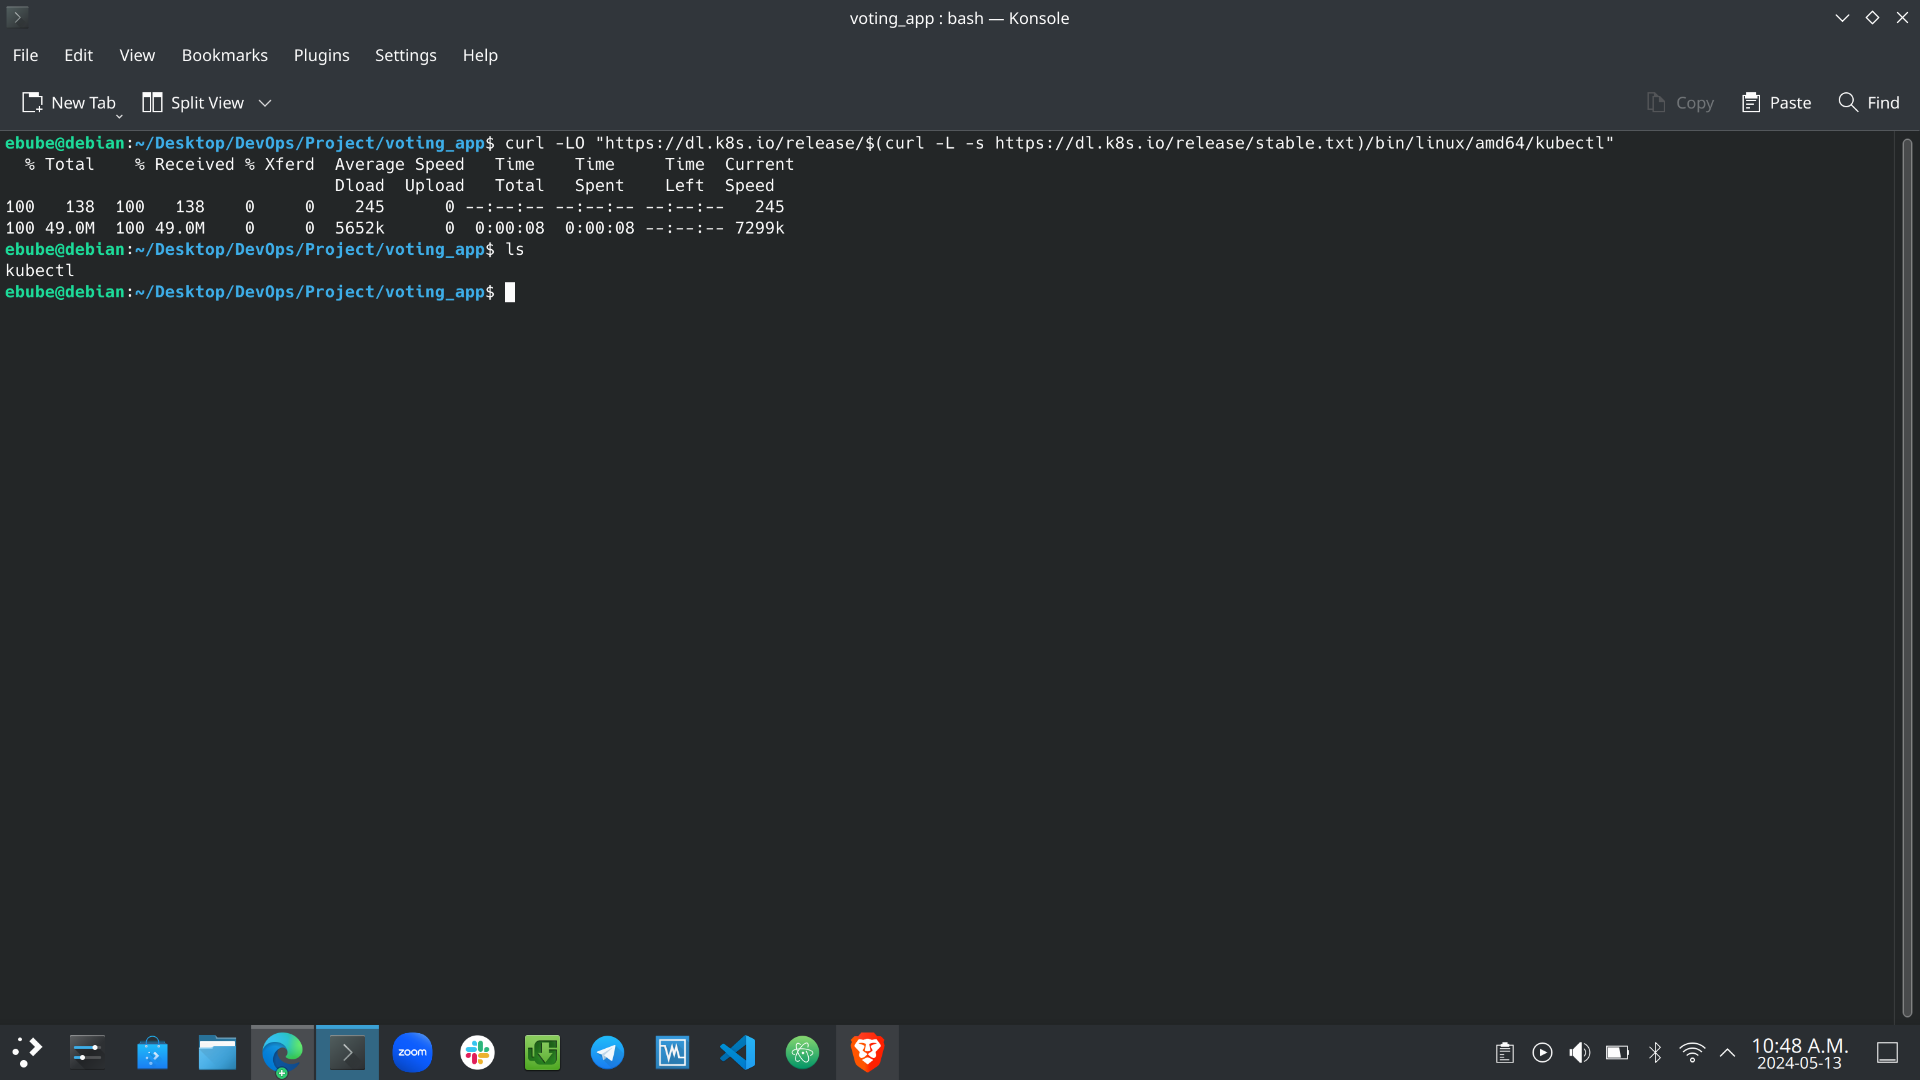 voting_app : bash — Konsole
File Edit View Bookmarks Plugins Settings Help
New Tab Split View Copy Paste Find
ebube@debian:~/Desktop/DevOps/Project/voting_app$ curl -LO "https://dl.k8s.io/release/$(curl -L -s https://dl.k8s.io/release/stable.txt)/bin/linux/amd64/kubectl"
  % Total    % Received % Xferd  Average Speed   Time    Time     Time  Current
                                 Dload  Upload   Total   Spent    Left  Speed
100   138  100   138    0     0    245      0 --:--:-- --:--:-- --:--:--   245
100 49.0M  100 49.0M    0     0  5652k      0  0:00:08  0:00:08 --:--:-- 7299k
ebube@debian:~/Desktop/DevOps/Project/voting_app$ ls
kubectl
ebube@debian:~/Desktop/DevOps/Project/voting_app$
zoom
10:48 A.M.
2024-05-13